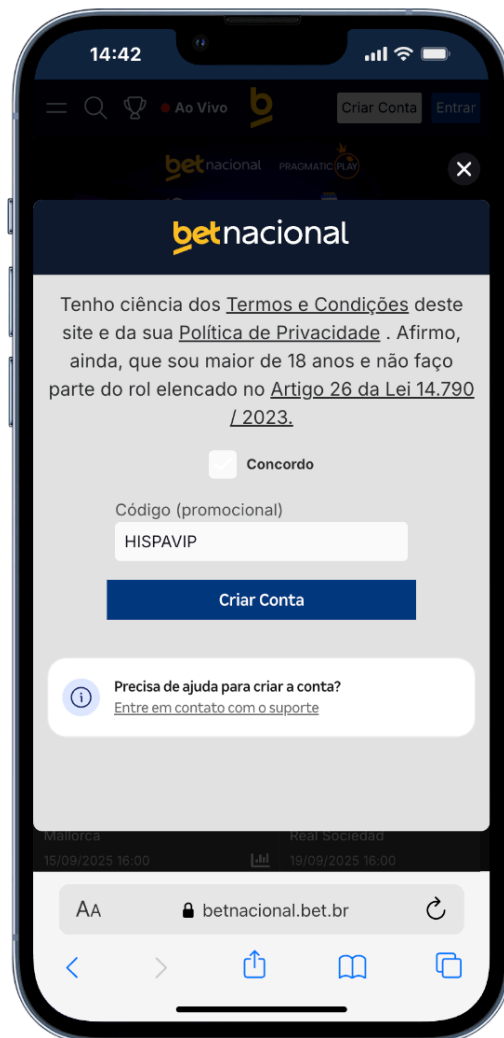 14:42
Ao Vivo
b
Criar Conta
Entrar
betnacional
PRAGMATIC PLAY
betnacional
Tenho ciência dos Termos e Condições deste
site e da sua Política de Privacidade . Afirmo,
ainda, que sou maior de 18 anos e não faço
parte do rol elencado no Artigo 26 da Lei 14.790
/ 2023.
Concordo
Código (promocional)
HISPAVIP
Criar Conta
Precisa de ajuda para criar a conta?
Entre em contato com o suporte
Mallorca
Real Sociedad
15/09/2025 16:00
19/09/2025 16:00
AA
betnacional.bet.br